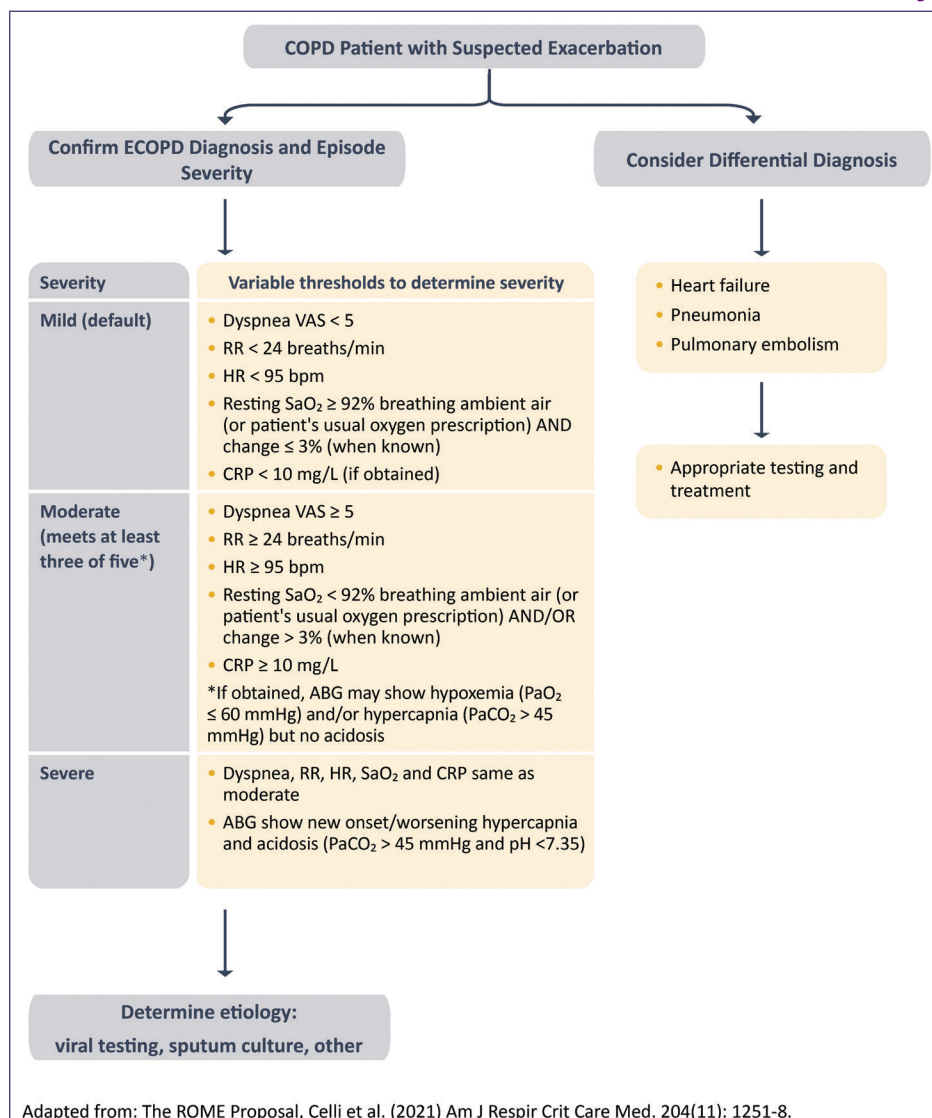 COPD Patient with Suspected Exacerbation
Confirm ECOPD Diagnosis and Episode
Severity
Consider Differential Diagnosis
Severity
Variable thresholds to determine severity
Mild (default)
• Dyspnea VAS < 5
• RR < 24 breaths/min
• HR < 95 bpm
• Resting SaO₂ ≥ 92% breathing ambient air
(or patient's usual oxygen prescription) AND
change ≤ 3% (when known)
• CRP < 10 mg/L (if obtained)
Moderate
(meets at least
three of five*)
• Dyspnea VAS ≥ 5
• RR ≥ 24 breaths/min
• HR ≥ 95 bpm
• Resting SaO₂ < 92% breathing ambient air (or
patient's usual oxygen prescription) AND/OR
change > 3% (when known)
• CRP ≥ 10 mg/L
*If obtained, ABG may show hypoxemia (PaO₂
≤ 60 mmHg) and/or hypercapnia (PaCO₂ > 45
mmHg) but no acidosis
Severe
• Dyspnea, RR, HR, SaO₂ and CRP same as
moderate
• ABG show new onset/worsening hypercapnia
and acidosis (PaCO₂ > 45 mmHg and pH <7.35)
• Heart failure
• Pneumonia
• Pulmonary embolism
• Appropriate testing and
treatment
Determine etiology:
viral testing, sputum culture, other
Adapted from: The ROME Proposal, Celli et al. (2021) Am J Respir Crit Care Med. 204(11): 1251-8.